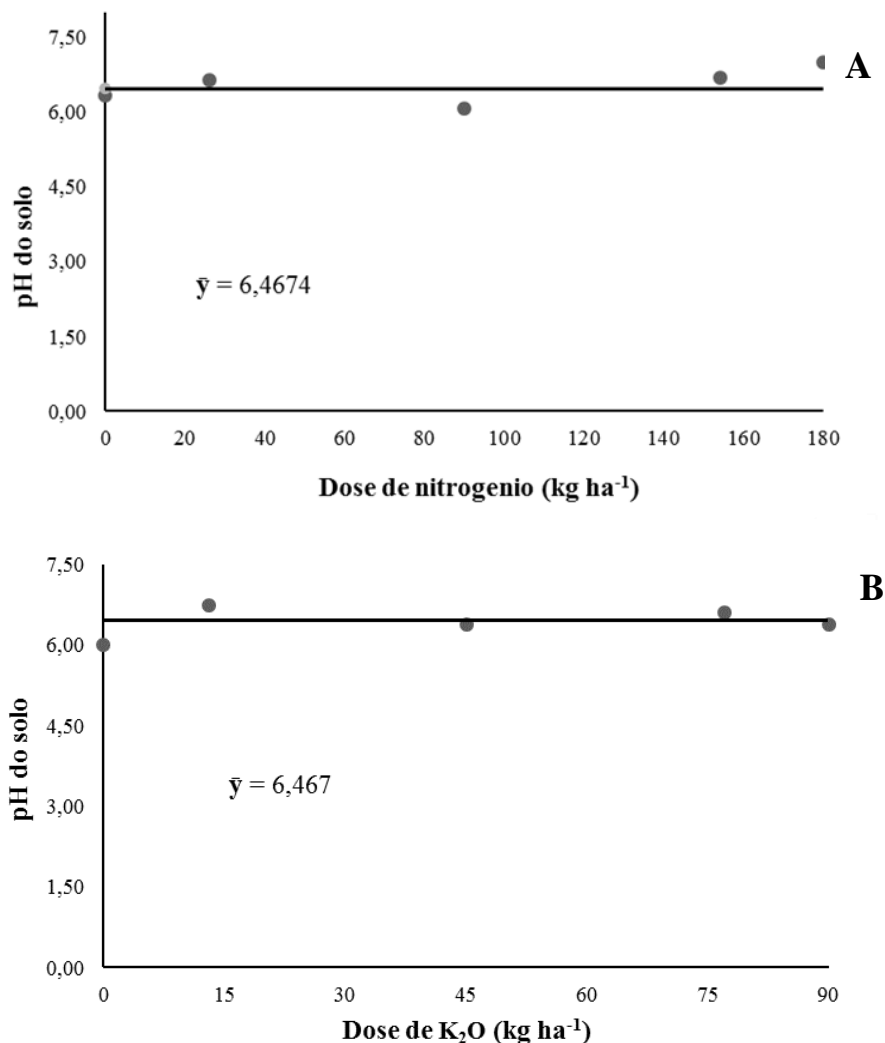 A
7,50
6,00
4,50
3,00
1,50
0,00
pH do solo
ȳ = 6,4674
0 20 40 60 80 100 120 140 160 180
Dose de nitrogenio (kg ha⁻¹)
B
7,50
6,00
4,50
3,00
1,50
0,00
pH do solo
ȳ = 6,467
0 15 30 45 60 75 90
Dose de K₂O (kg ha⁻¹)